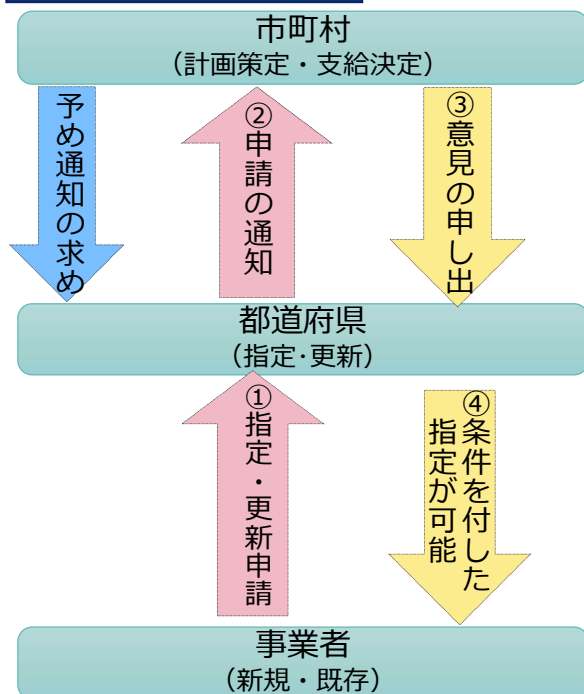 市町村
（計画策定・支給決定）
予め通知の求め
②申請の通知
③意見の申し出
都道府県
（指定･更新）
①指定・更新申請
④条件を付した
指定が可能
事業者
（新規・既存）